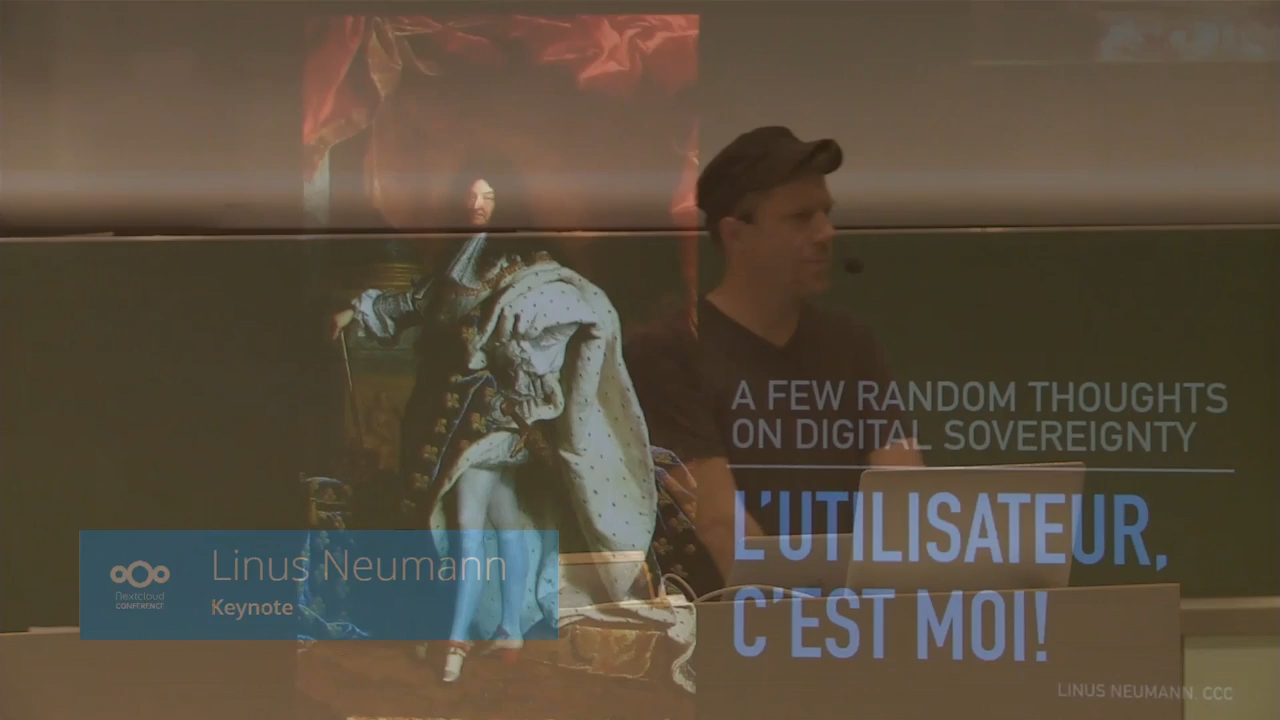 A FEW RANDOM THOUGHTS
ON DIGITAL SOVEREIGNTY
L'UTILISATEUR,
C'EST MOI!
LINUS NEUMANN, CCC
Linus Neumann
Keynote
Nextcloud
CONFERENCE